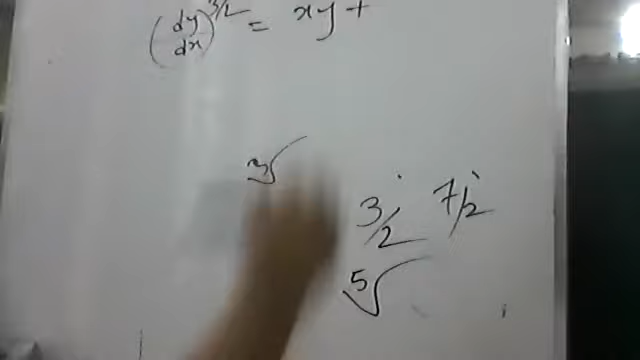 (dy/dx)^3/2 = xy +
3√
3/2 7/2
5√